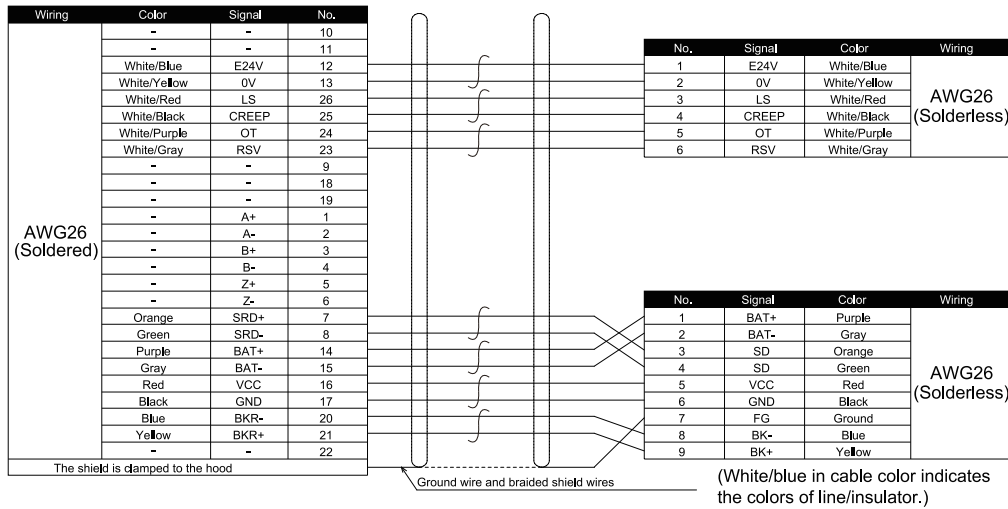 Wiring Color Signal No.
- - 10
- - 11
White/Blue E24V 12
White/Yellow 0V 13
White/Red LS 26
White/Black CREEP 25
White/Purple OT 24
White/Gray RSV 23
- - 9
- - 18
- - 19
- A+ 1
- A- 2
- B+ 3
- B- 4
- Z+ 5
- Z- 6
Orange SRD+ 7
Green SRD- 8
Purple BAT+ 14
Gray BAT- 15
Red VCC 16
Black GND 17
Blue BKR- 20
Yellow BKR+ 21
- - 22
AWG26
(Soldered)
The shield is clamped to the hood
No. Signal Color Wiring
1 E24V White/Blue
2 0V White/Yellow
3 LS White/Red
4 CREEP White/Black
5 OT White/Purple
6 RSV White/Gray
AWG26
(Solderless)
No. Signal Color Wiring
1 BAT+ Purple
2 BAT- Gray
3 SD Orange
4 SD Green
5 VCC Red
6 GND Black
7 FG Ground
8 BK- Blue
9 BK+ Yellow
AWG26
(Solderless)
Ground wire and braided shield wires
(White/blue in cable color indicates
the colors of line/insulator.)